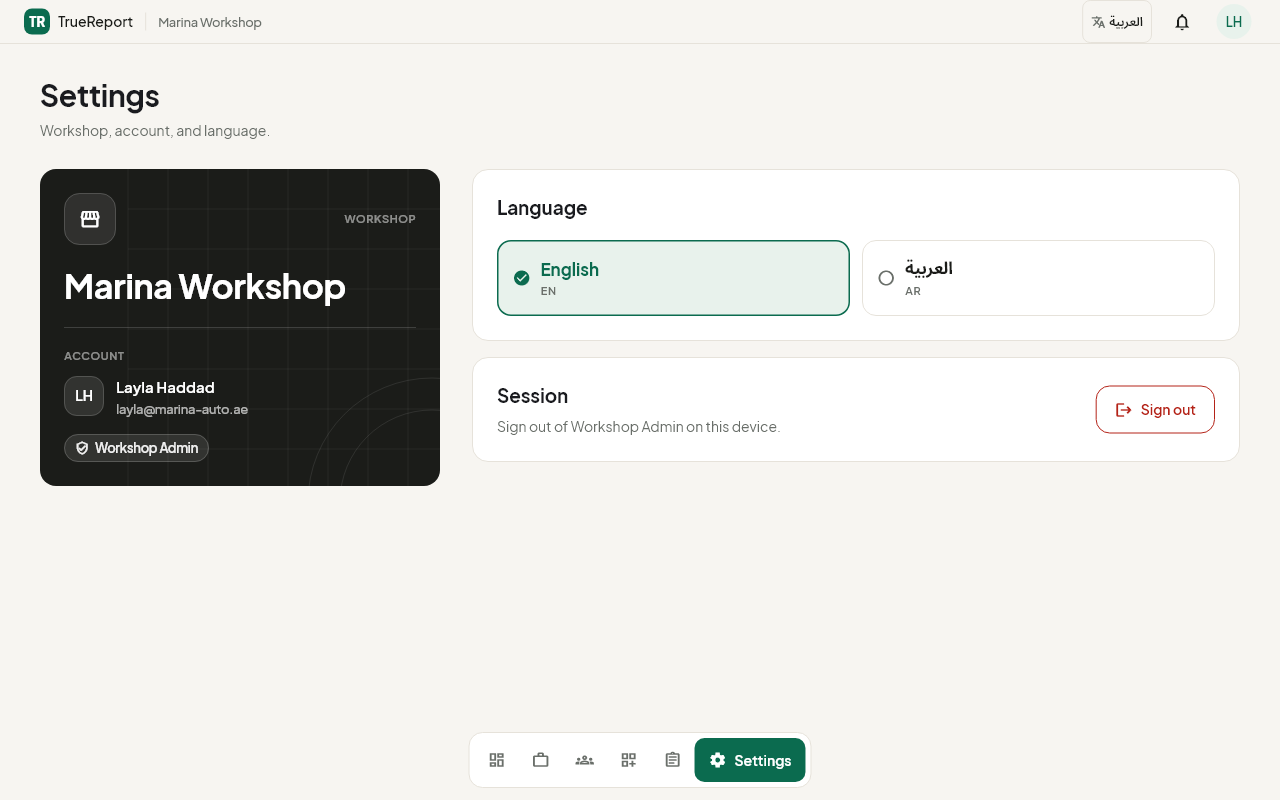 TR TrueReport Marina Workshop العربية LH
Settings
Workshop, account, and language.
WORKSHOP
Marina Workshop
ACCOUNT
LH
Layla Haddad
layla@marina-auto.ae
Workshop Admin
Language
English
EN
العربية
AR
Session
Sign out of Workshop Admin on this device.
Sign out
Settings